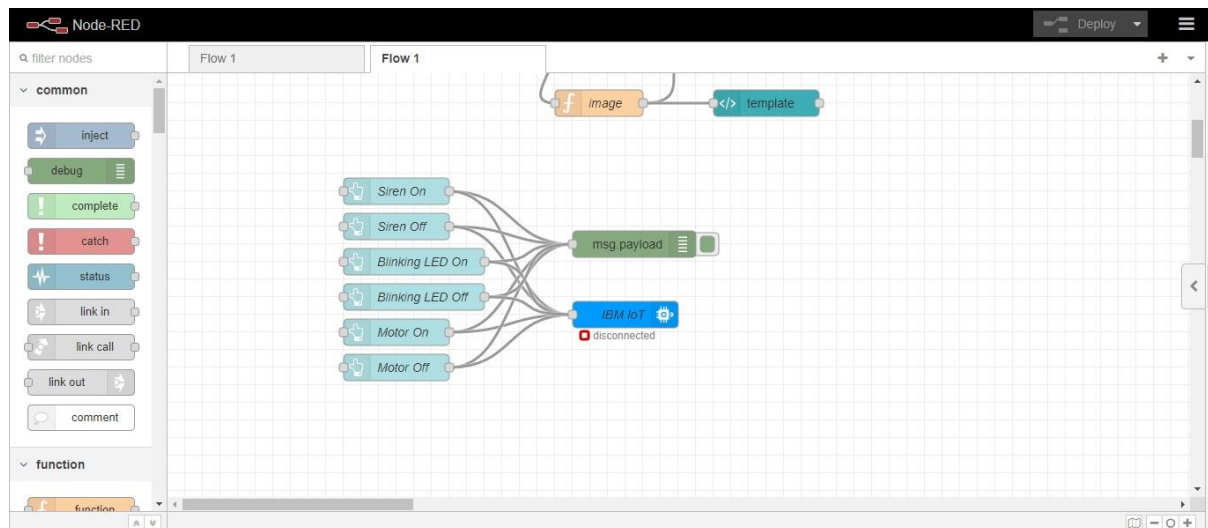 Node-RED
Deploy
filter nodes
Flow 1
Flow 1
common
inject
debug
complete
catch
status
link in
link call
link out
comment
function
function
image
template
Siren On
Siren Off
Blinking LED On
Blinking LED Off
Motor On
Motor Off
msg.payload
IBM IoT
disconnected